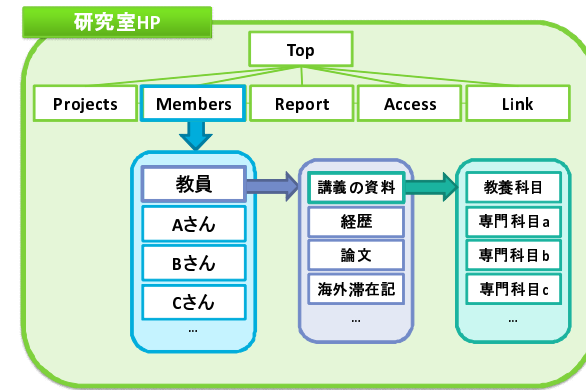 研究室HP
Top
Projects
Members
Report
Access
Link
教員
Aさん
Bさん
Cさん
...
講義の資料
経歴
論文
海外滞在記
...
教養科目
専門科目a
専門科目b
専門科目c
...